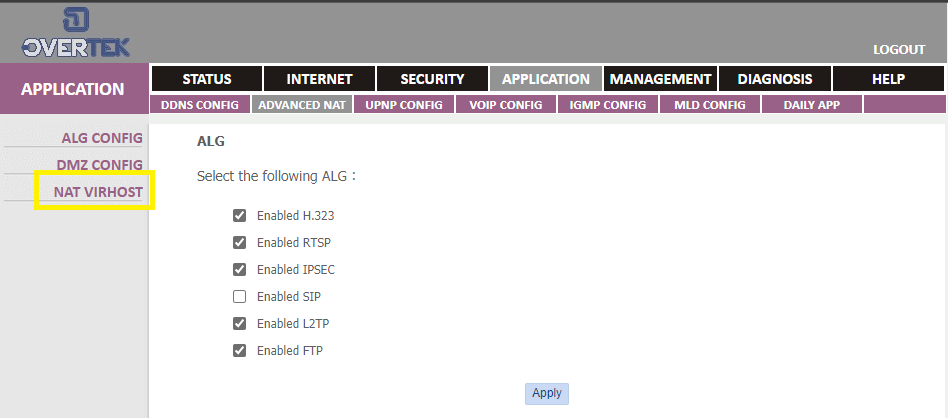 OVERTEK
LOGOUT
APPLICATION
STATUS INTERNET SECURITY APPLICATION MANAGEMENT DIAGNOSIS HELP
DDNS CONFIG ADVANCED NAT UPNP CONFIG VOIP CONFIG IGMP CONFIG MLD CONFIG DAILY APP
ALG CONFIG
DMZ CONFIG
NAT VIRHOST
ALG
Select the following ALG :
Enabled H.323
Enabled RTSP
Enabled IPSEC
Enabled SIP
Enabled L2TP
Enabled FTP
Apply